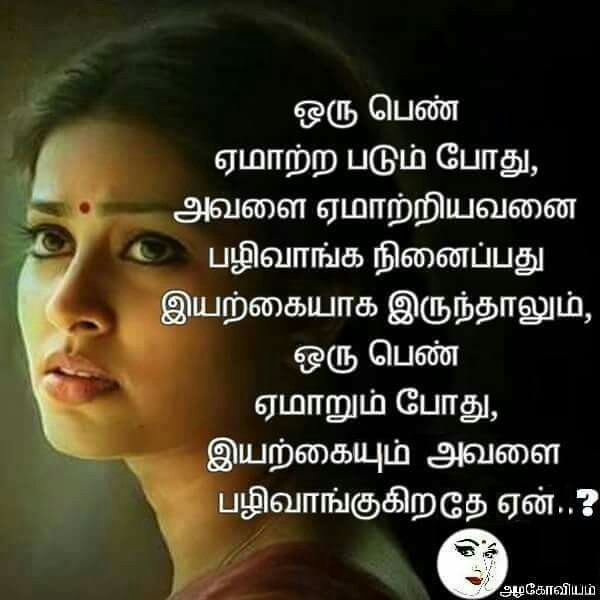 ஒரு பெண்
ஏமாற்ற படும் போது,
அவளை ஏமாற்றியவனை
பழிவாங்க நினைப்பது
இயற்கையாக இருந்தாலும்,
ஒரு பெண்
ஏமாறும் போது,
இயற்கையும் அவளை
பழிவாங்குகிறதே ஏன்..?
அழகோவியம்